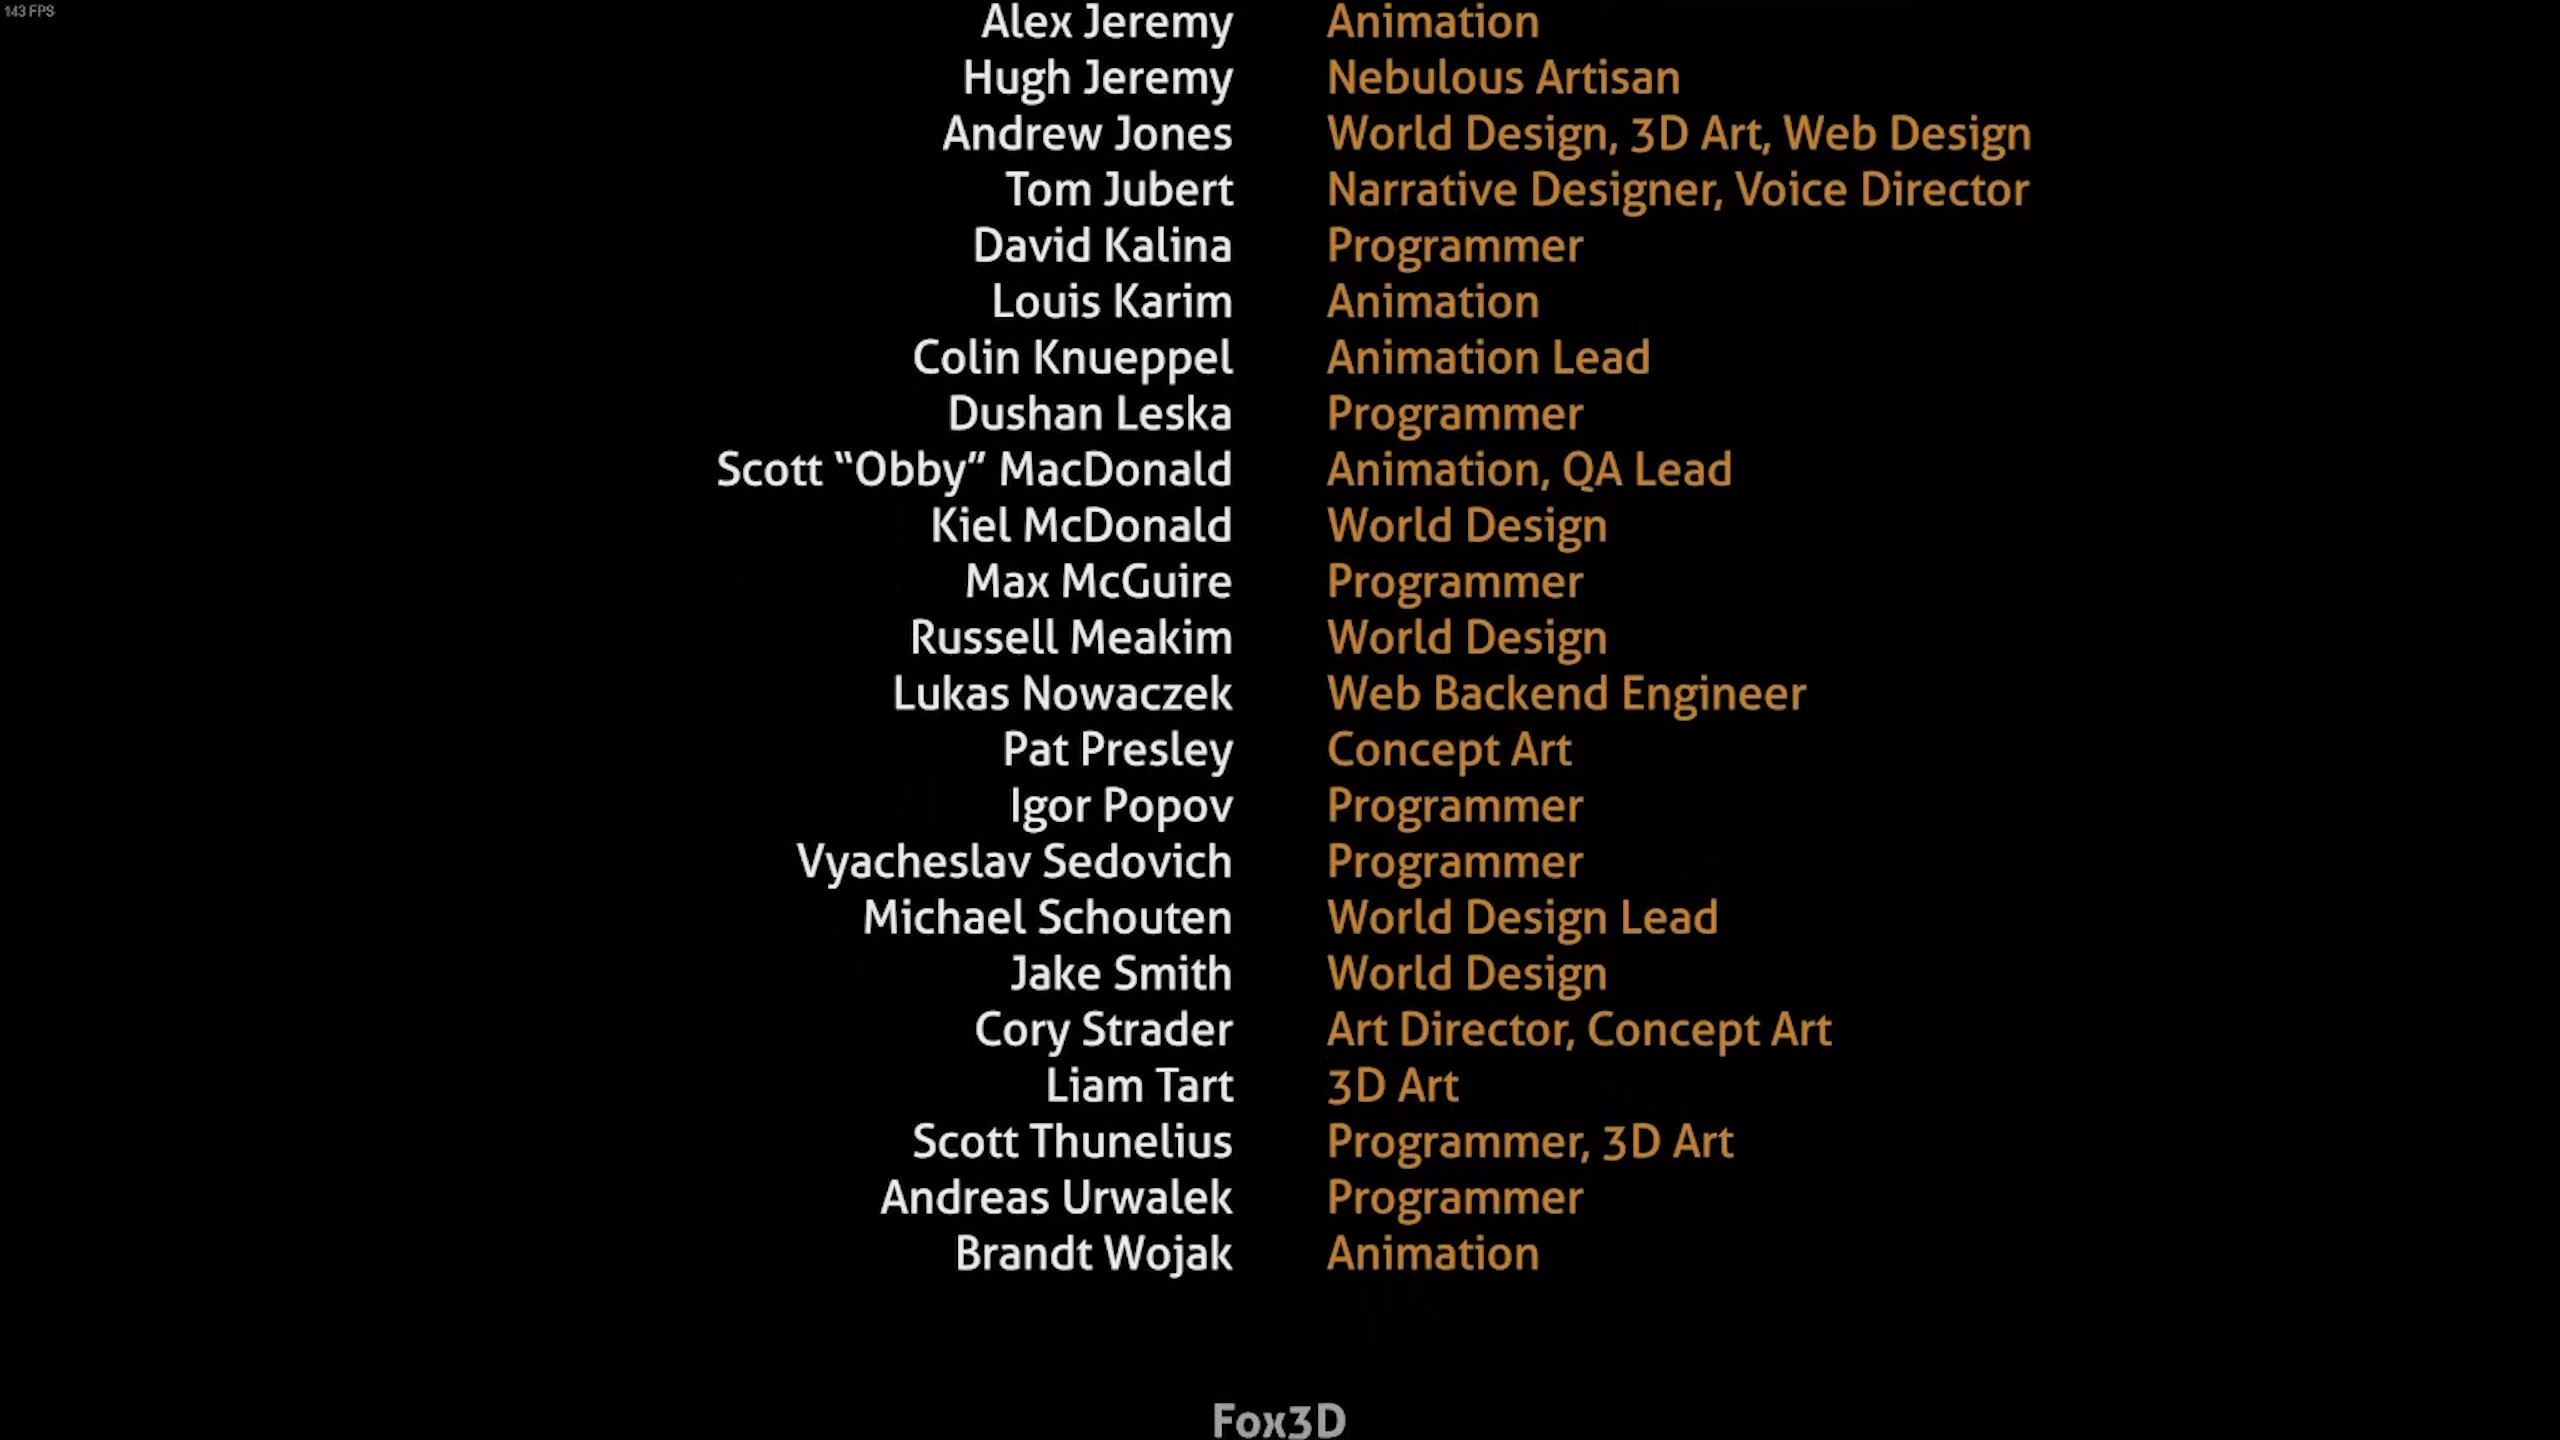 143 FPS
Alex Jeremy Animation
Hugh Jeremy Nebulous Artisan
Andrew Jones World Design, 3D Art, Web Design
Tom Jubert Narrative Designer, Voice Director
David Kalina Programmer
Louis Karim Animation
Colin Knueppel Animation Lead
Dushan Leska Programmer
Scott “Obby” MacDonald Animation, QA Lead
Kiel McDonald World Design
Max McGuire Programmer
Russell Meakim World Design
Lukas Nowaczek Web Backend Engineer
Pat Presley Concept Art
Igor Popov Programmer
Vyacheslav Sedovich Programmer
Michael Schouten World Design Lead
Jake Smith World Design
Cory Strader Art Director, Concept Art
Liam Tart 3D Art
Scott Thunelius Programmer, 3D Art
Andreas Urwalek Programmer
Brandt Wojak Animation
Fox3D